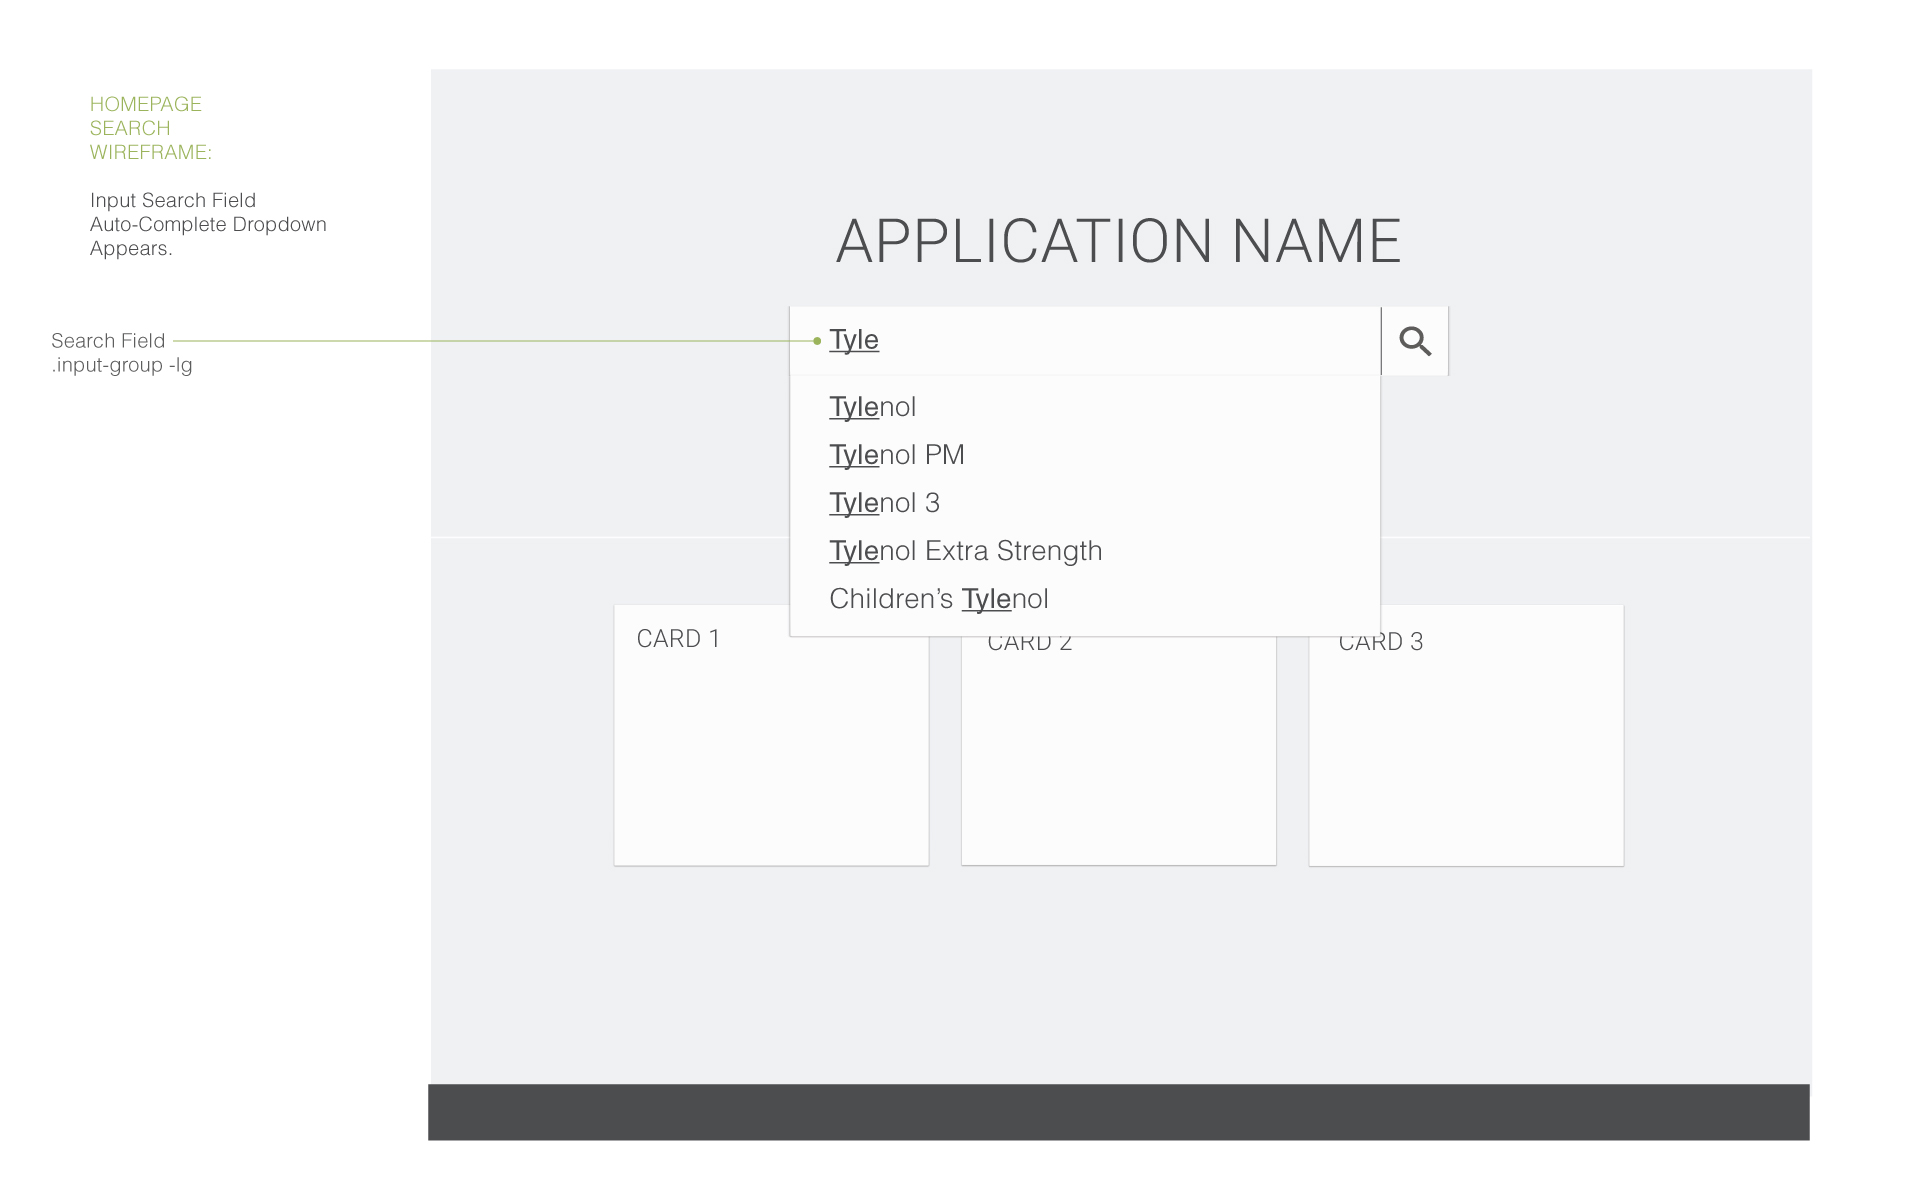 HOMEPAGE
SEARCH
WIREFRAME:
Input Search Field
Auto-Complete Dropdown
Appears.
Search Field
.input-group -lg
APPLICATION NAME
Tyle
Tylenol
Tylenol PM
Tylenol 3
Tylenol Extra Strength
Children’s Tylenol
CARD 1
CARD 2
CARD 3